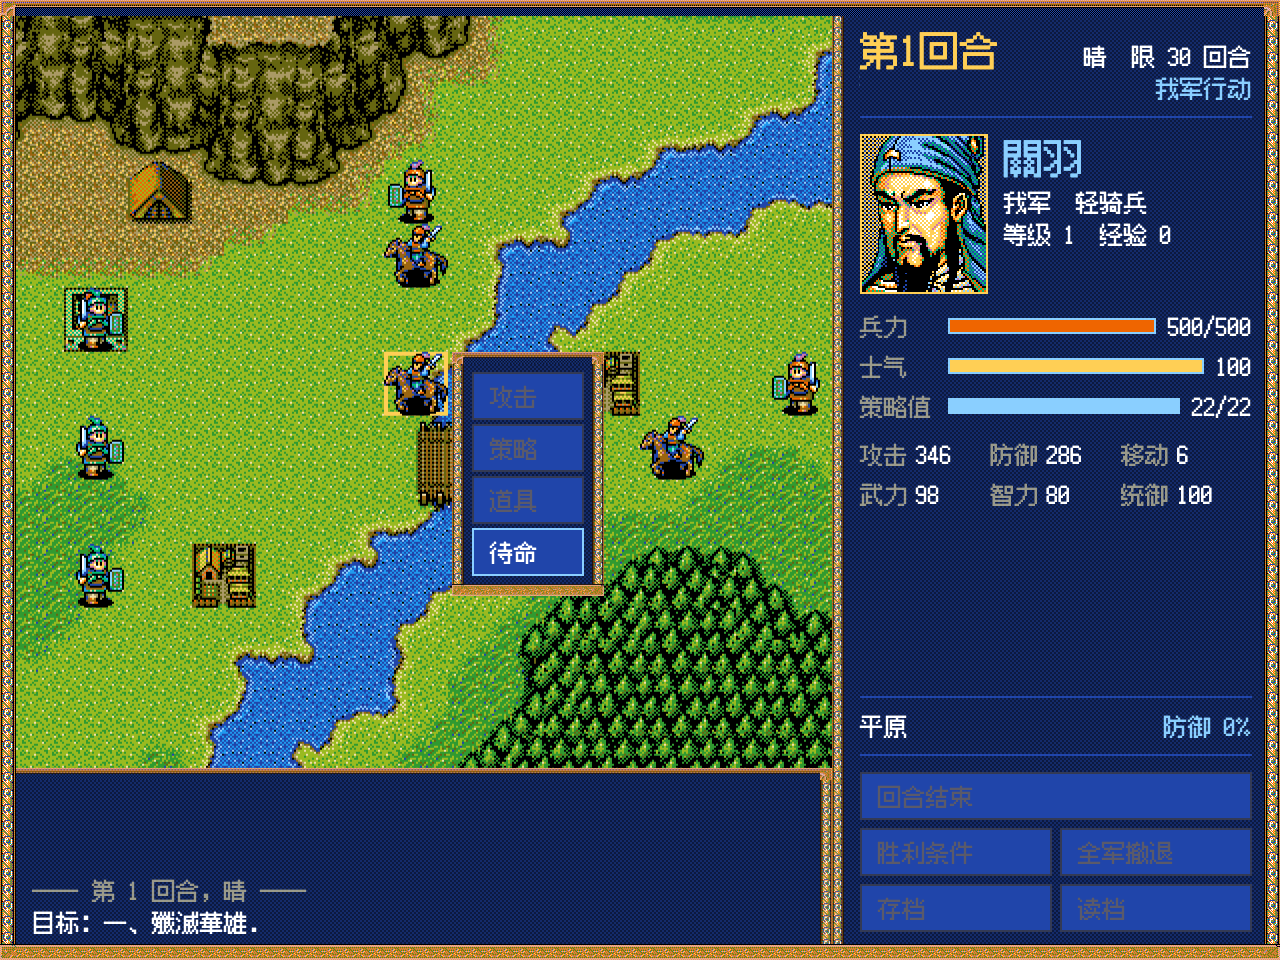 第1回合
晴 限 30 回合
我军行动
關羽
我军 轻骑兵
等级 1 经验 0
兵力 500/500
士气 100
策略值 22/22
攻击 346 防御 286 移动 6
武力 98 智力 80 统御 100
攻击
策略
道具
待命
平原 防御 0%
回合结束
胜利条件 全军撤退
存档 读档
—— 第 1 回合，晴 ——
目标：一、殲滅華雄．